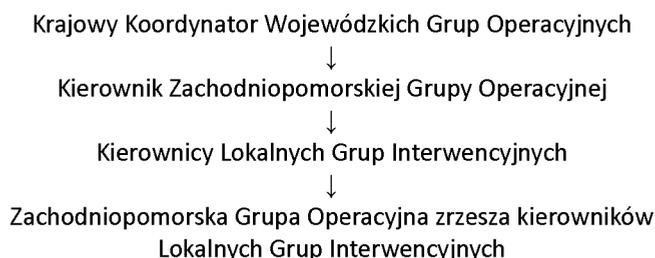 Krajowy Koordynator Wojewódzkich Grup Operacyjnych
↓
Kierownik Zachodniopomorskiej Grupy Operacyjnej
↓
Kierownicy Lokalnych Grup Interwencyjnych
↓
Zachodniopomorska Grupa Operacyjna zrzesza kierowników
Lokalnych Grup Interwencyjnych